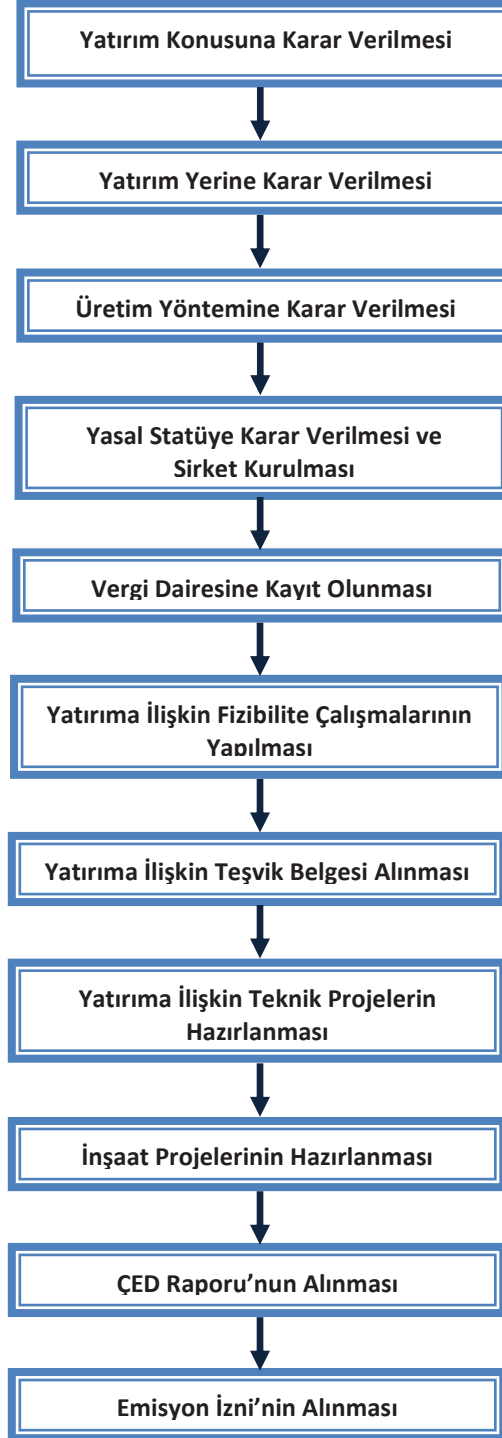 Yatırım Konusuna Karar Verilmesi
Yatırım Yerine Karar Verilmesi
Üretim Yöntemine Karar Verilmesi
Yasal Statüye Karar Verilmesi ve
Sirket Kurulması
Vergi Dairesine Kayıt Olunması
Yatırıma İlişkin Fizibilite Çalışmalarının
Yapılması
Yatırıma İlişkin Teşvik Belgesi Alınması
Yatırıma İlişkin Teknik Projelerin
Hazırlanması
İnşaat Projelerinin Hazırlanması
ÇED Raporu’nun Alınması
Emisyon İzni’nin Alınması